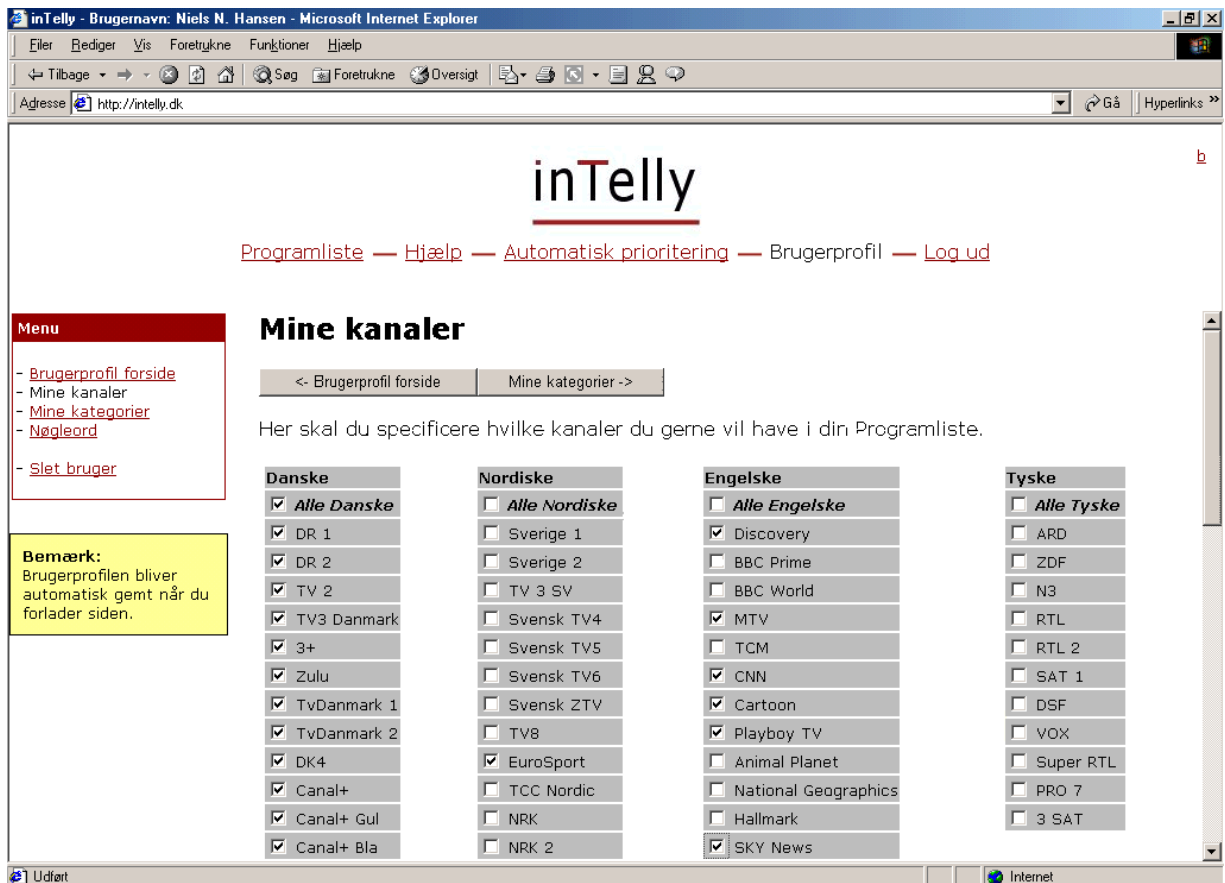 inTelly - Brugernavn: Niels N. Hansen - Microsoft Internet Explorer
Filer Rediger Vis Foretrukne Funktioner Hjælp
Tilbage Søg Foretrukne Oversigt
Adresse http://intelly.dk Gå Hyperlinks »
b
inTelly
Programliste — Hjælp — Automatisk prioritering — Brugerprofil — Log ud
Menu
- Brugerprofil forside
- Mine kanaler
- Mine kategorier
- Nøgleord
- Slet bruger
Bemærk:
Brugerprofilen bliver
automatisk gemt når du
forlader siden.
Mine kanaler
<- Brugerprofil forside Mine kategorier ->
Her skal du specificere hvilke kanaler du gerne vil have i din Programliste.
Danske
Alle Danske
DR 1
DR 2
TV 2
TV3 Danmark
3+
Zulu
TvDanmark 1
TvDanmark 2
DK4
Canal+
Canal+ Gul
Canal+ Bla
Nordiske
Alle Nordiske
Sverige 1
Sverige 2
TV 3 SV
Svensk TV4
Svensk TV5
Svensk TV6
Svensk ZTV
TV8
EuroSport
TCC Nordic
NRK
NRK 2
Engelske
Alle Engelske
Discovery
BBC Prime
BBC World
MTV
TCM
CNN
Cartoon
Playboy TV
Animal Planet
National Geographics
Hallmark
SKY News
Tyske
Alle Tyske
ARD
ZDF
N3
RTL
RTL 2
SAT 1
DSF
VOX
Super RTL
PRO 7
3 SAT
Udført Internet